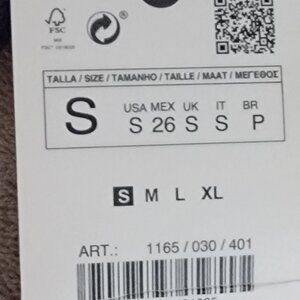 FSC
TALLA / SIZE / TAMANHO / TAILLE / MAAT / ΜΕΓΕΘΟΣ
USA MEX UK IT BR
S S 26 S S P
S M L XL
ART.: 1165 / 030 / 401